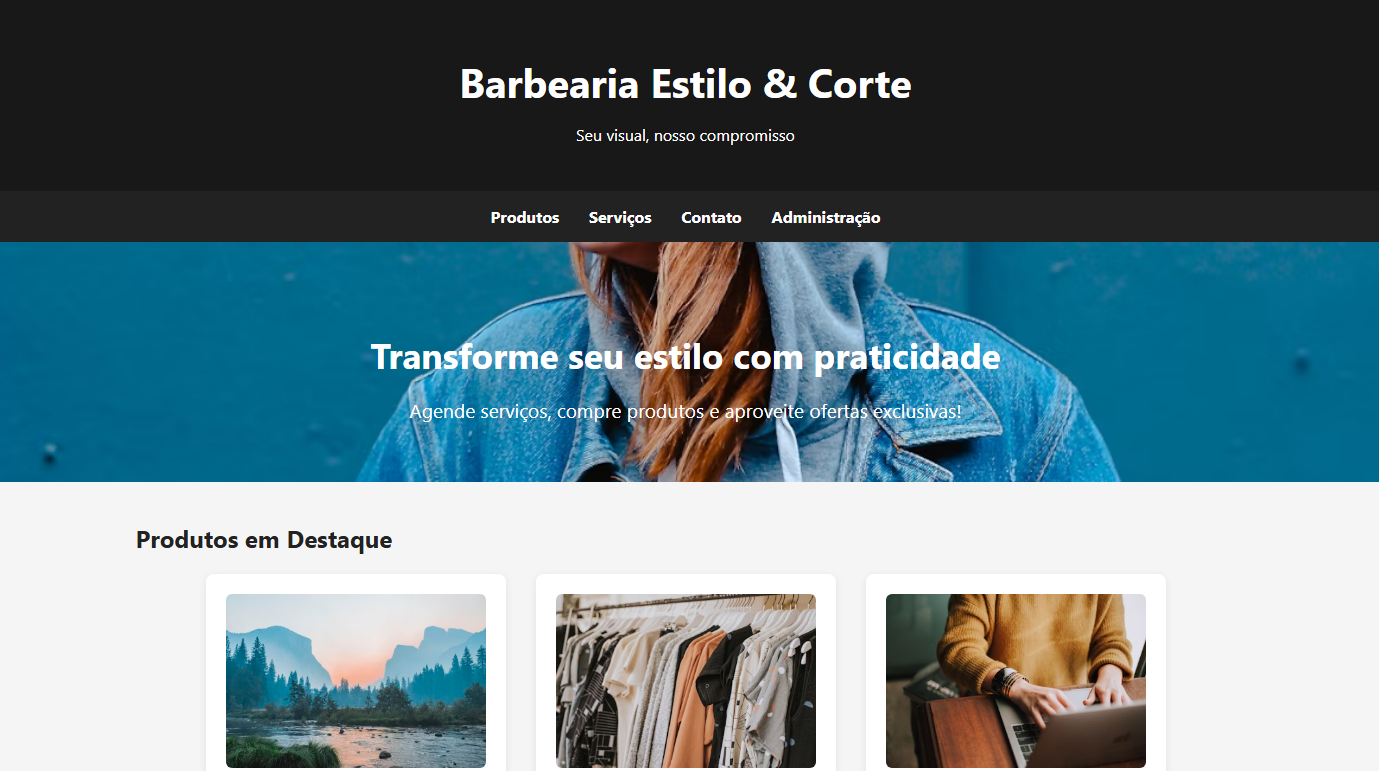 Barbearia Estilo & Corte
Seu visual, nosso compromisso
Produtos Serviços Contato Administração
Transforme seu estilo com praticidade
Agende serviços, compre produtos e aproveite ofertas exclusivas!
Produtos em Destaque